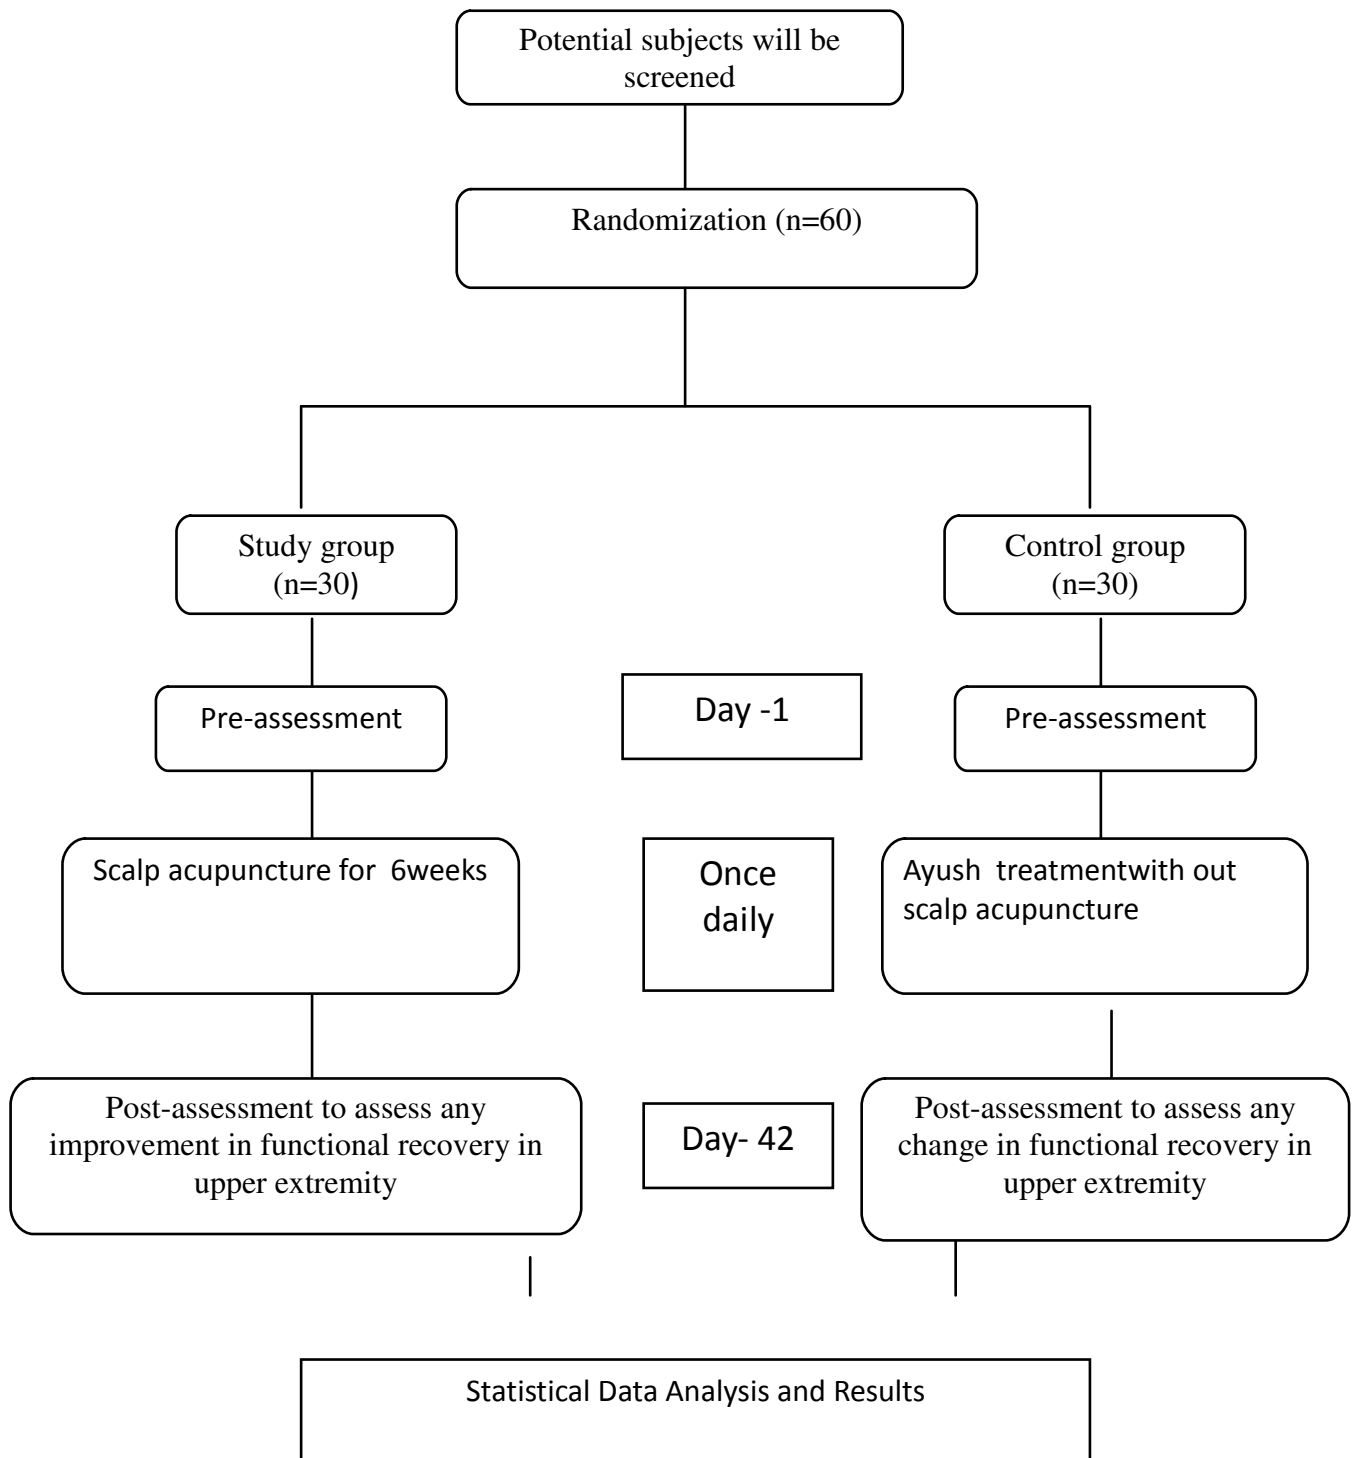 Potential subjects will be
screened
Randomization (n=60)
Study group
(n=30)
Control group
(n=30)
Pre-assessment
Day -1
Pre-assessment
Scalp acupuncture for  6weeks
Once
daily
Ayush  treatmentwith out
scalp acupuncture
Post-assessment to assess any
improvement in functional recovery in
upper extremity
Day- 42
Post-assessment to assess any
change in functional recovery in
upper extremity
Statistical Data Analysis and Results